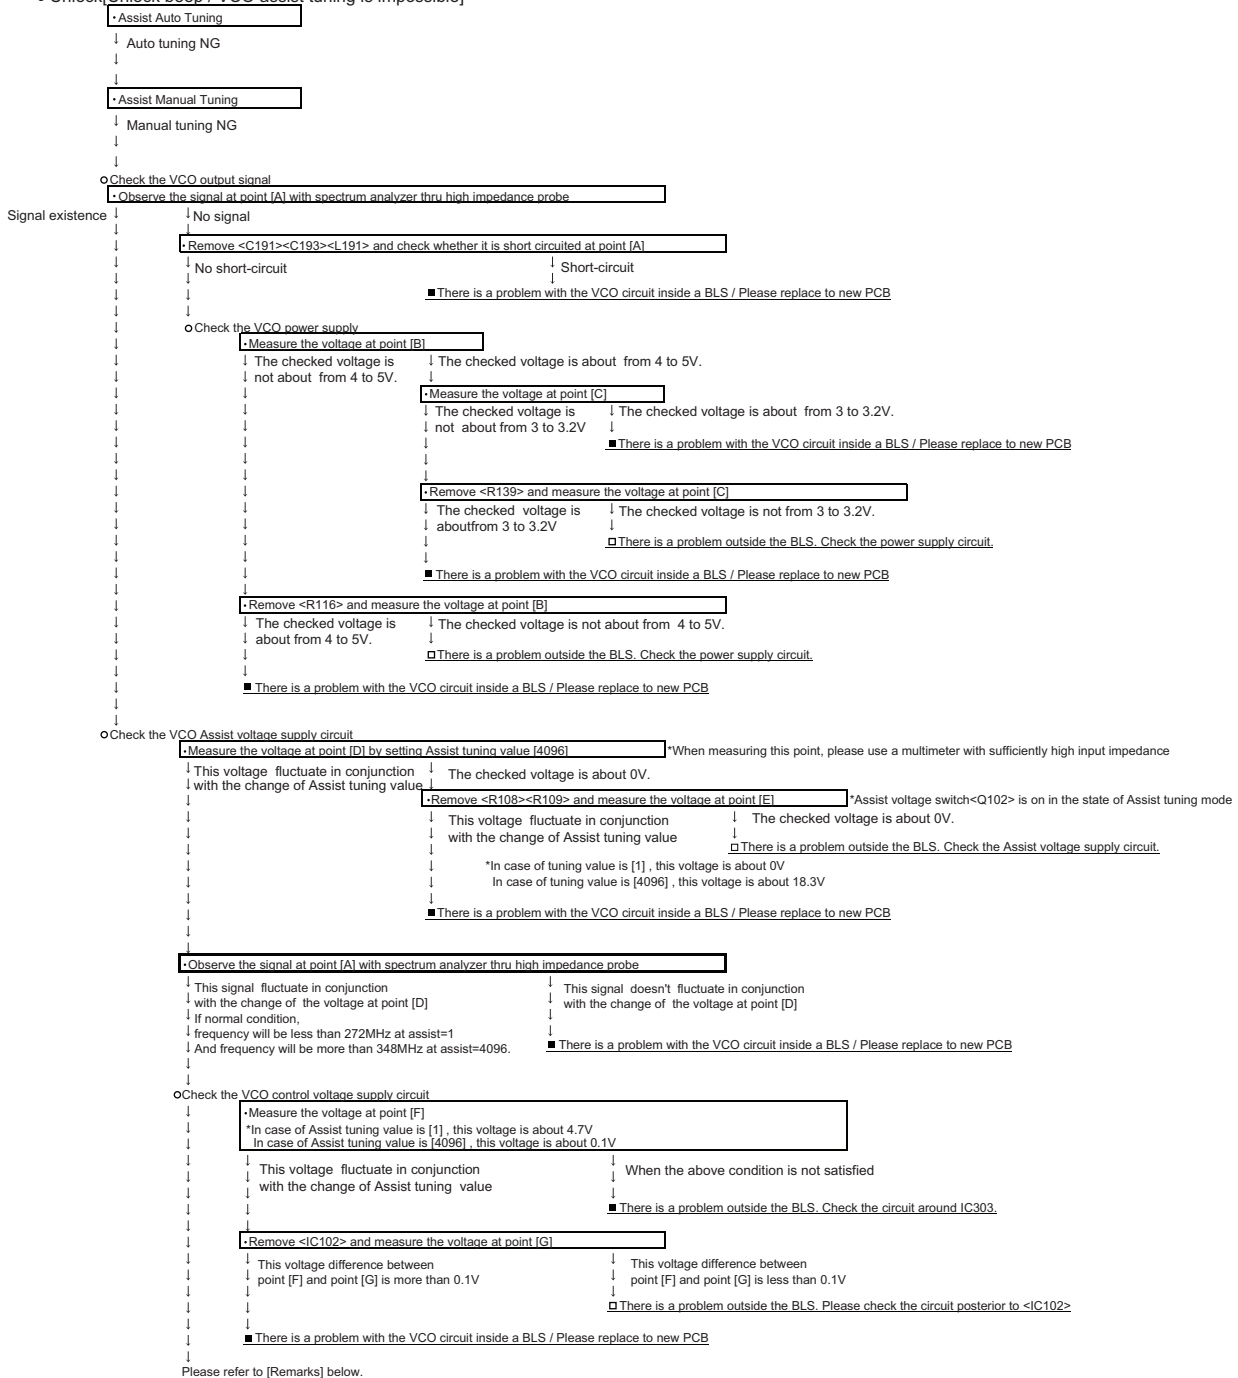 • Unlock[Unlock beep / VCO assist tuning is impossible]
・Assist Auto Tuning
↓ Auto tuning NG
・Assist Manual Tuning
↓ Manual tuning NG
○Check the VCO output signal
・Observe the signal at point [A] with spectrum analyzer thru high impedance probe
Signal existence ↓ ↓No signal
・Remove <C191><C193><L191> and check whether it is short circuited at point [A]
↓No short-circuit ↓ Short-circuit
■There is a problem with the VCO circuit inside a BLS / Please replace to new PCB
○Check the VCO power supply
・Measure the voltage at point [B]
↓ The checked voltage is ↓The checked voltage is about  from 4 to 5V.
↓ not about  from 4 to 5V. ↓
・Measure the voltage at point [C]
↓ The checked voltage is ↓The checked voltage is about  from 3 to 3.2V.
↓ not  about from 3 to 3.2V ↓
■There is a problem with the VCO circuit inside a BLS / Please replace to new PCB
・Remove <R139> and measure the voltage at point [C]
↓ The checked  voltage is ↓The checked voltage is not from 3 to 3.2V.
↓ aboutfrom 3 to 3.2V ↓
□There is a problem outside the BLS. Check the power supply circuit.
■ There is a problem with the VCO circuit inside a BLS / Please replace to new PCB
・Remove <R116> and measure the voltage at point [B]
↓ The checked voltage is ↓The checked voltage is not about from  4 to 5V.
↓ about from 4 to 5V. ↓
□There is a problem outside the BLS. Check the power supply circuit.
■ There is a problem with the VCO circuit inside a BLS / Please replace to new PCB
○Check the VCO Assist voltage supply circuit
・Measure the voltage at point [D] by setting Assist tuning value [4096] *When measuring this point, please use a multimeter with sufficiently high input impedance
↓This voltage  fluctuate in conjunction ↓ The checked voltage is about 0V.
↓with the change of Assist tuning value↓
・Remove <R108><R109> and measure the voltage at point [E] *Assist voltage switch<Q102> is on in the state of Assist tuning mode
↓ This voltage  fluctuate in conjunction ↓ The checked voltage is about 0V.
↓ with the change of Assist tuning value ↓
□There is a problem outside the BLS. Check the Assist voltage supply circuit.
*In case of tuning value is [1] , this voltage is about 0V
In case of tuning value is [4096] , this voltage is about 18.3V
■There is a problem with the VCO circuit inside a BLS / Please replace to new PCB
・Observe the signal at point [A] with spectrum analyzer thru high impedance probe
↓This signal  fluctuate in conjunction ↓ This signal  doesn't fluctuate in conjunction
↓with the change of  the voltage at point [D] ↓ with the change of  the voltage at point [D]
↓If normal condition, ↓
↓frequency will be less than 272MHz at assist=1 ↓
↓And frequency will be more than 348MHz at assist=4096. ■ There is a problem with the VCO circuit inside a BLS / Please replace to new PCB
○Check the VCO control voltage supply circuit
・Measure the voltage at point [F]
*In case of Assist tuning value is [1] , this voltage is about 4.7V
In case of Assist tuning value is [4096] , this voltage is about 0.1V
↓ This voltage  fluctuate in conjunction ↓ When the above condition is not satisfied
↓ with the change of Assist tuning  value ↓
■ There is a problem outside the BLS. Check the circuit around IC303.
・Remove <IC102> and measure the voltage at point [G]
↓ This voltage difference between ↓ This voltage difference between
↓ point [F] and point [G] is more than 0.1V ↓ point [F] and point [G] is less than 0.1V
□There is a problem outside the BLS. Please check the circuit posterior to <IC102>
■There is a problem with the VCO circuit inside a BLS / Please replace to new PCB
Please refer to [Remarks] below.